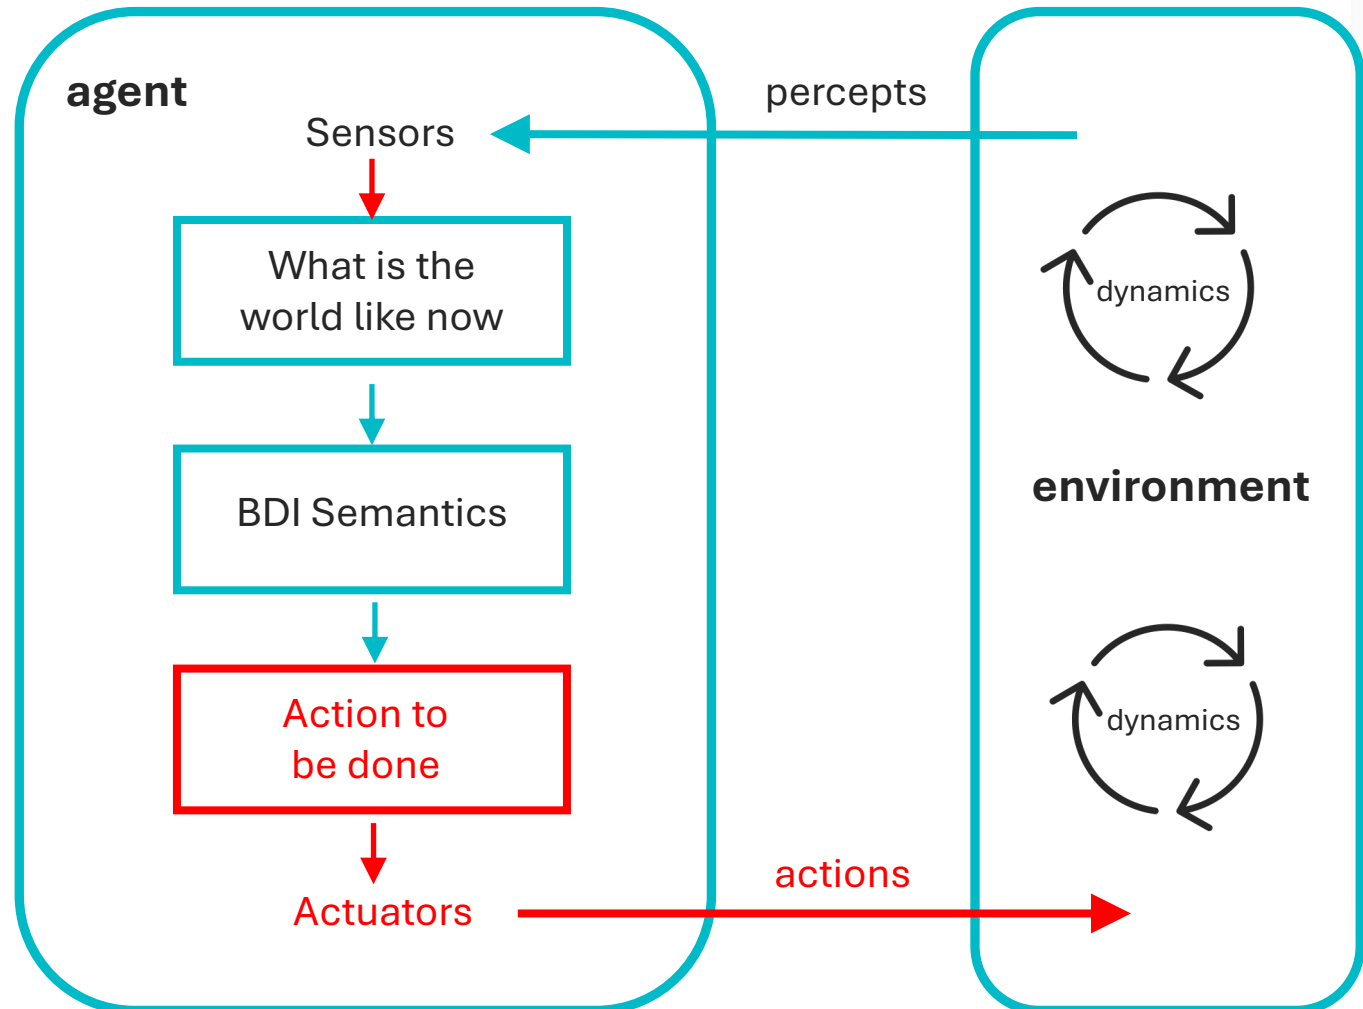 agent
Sensors
What is the
world like now
BDI Semantics
Action to
be done
Actuators
percepts
actions
dynamics
environment
dynamics